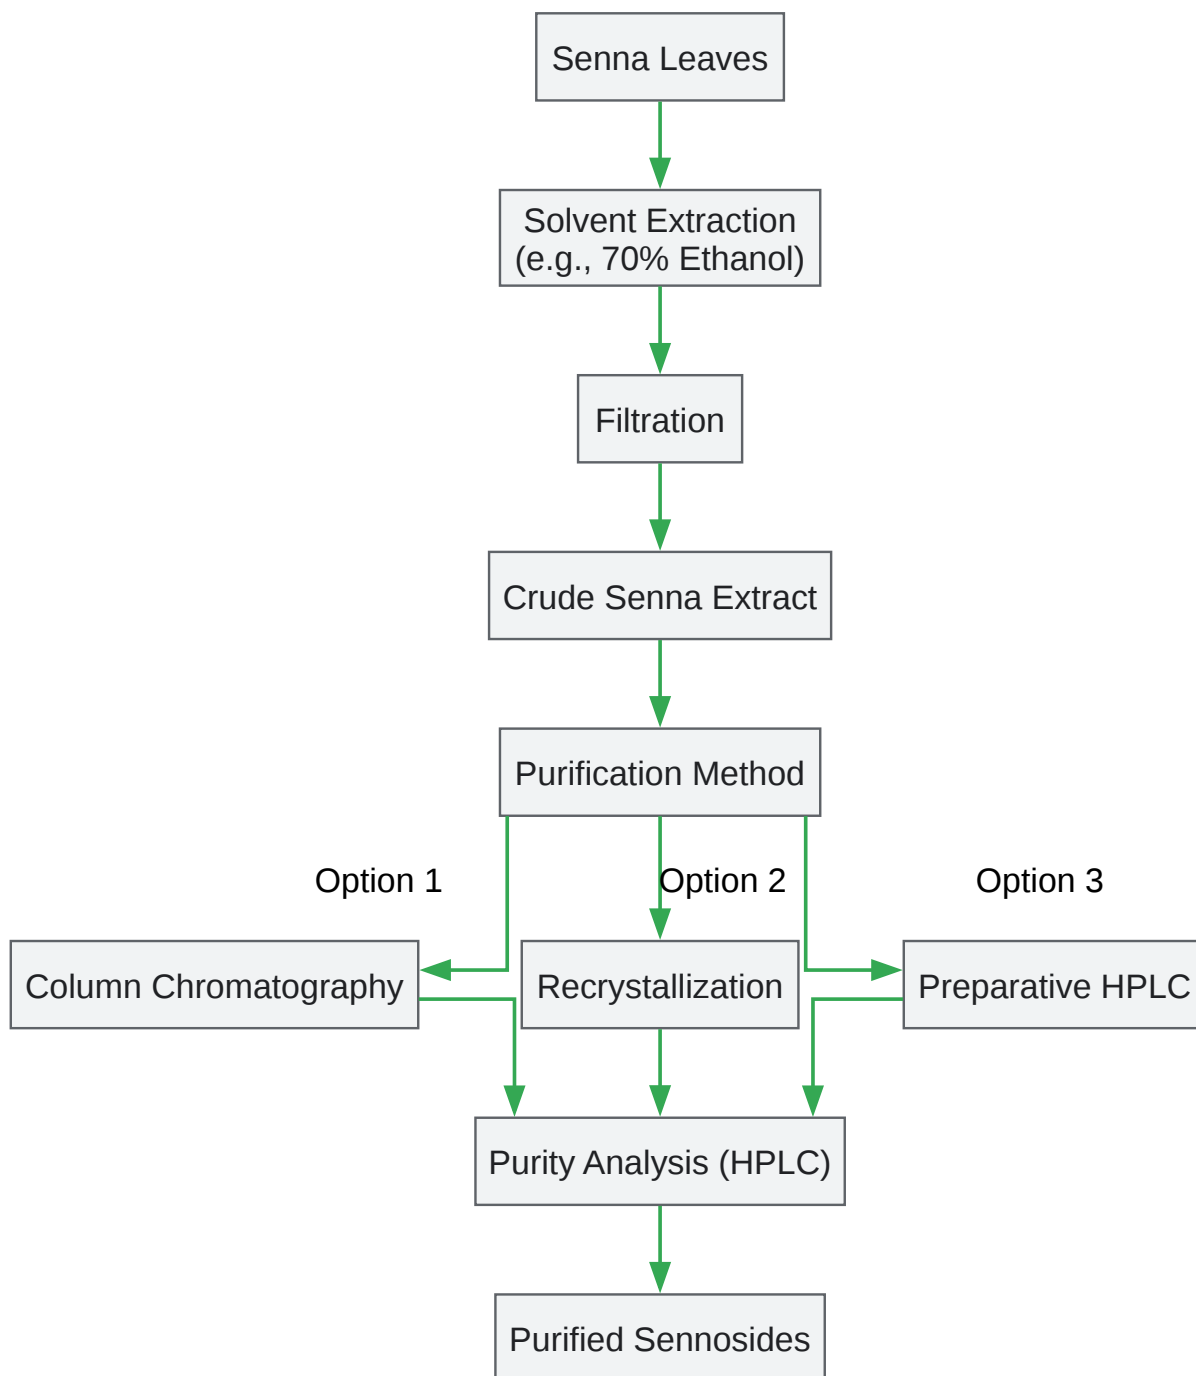 Senna Leaves
Solvent Extraction
(e.g., 70% Ethanol)
Filtration
Crude Senna Extract
Purification Method
Option 1
Option 2
Option 3
Column Chromatography
Recrystallization
Preparative HPLC
Purity Analysis (HPLC)
Purified Sennosides